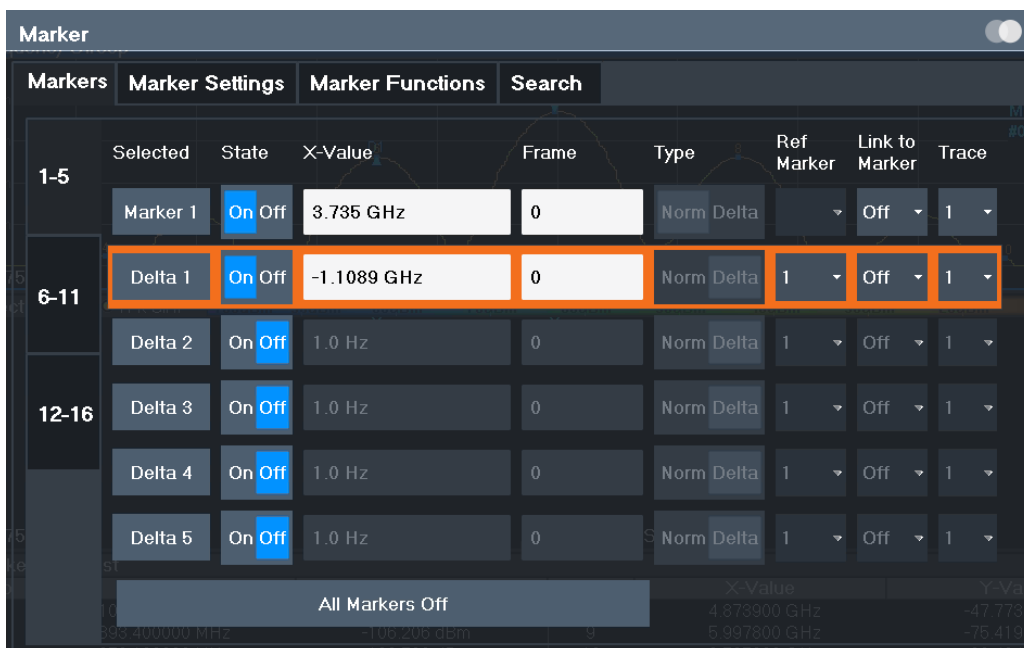 Marker
Markers Marker Settings Marker Functions Search
Selected State X-Value Frame Type Ref Marker Link to Marker Trace
1-5
Marker 1 On Off 3.735 GHz 0 Norm Delta Off 1
Delta 1 On Off -1.1089 GHz 0 Norm Delta 1 Off 1
6-11
Delta 2 On Off 1.0 Hz 0 Norm Delta 1 Off 1
12-16
Delta 3 On Off 1.0 Hz 0 Norm Delta 1 Off 1
Delta 4 On Off 1.0 Hz 0 Norm Delta 1 Off 1
Delta 5 On Off 1.0 Hz 0 Norm Delta 1 Off 1
All Markers Off
X-Value Y-Va
4.873900 GHz -47.773
393.400000 MHz -106.206 dBm 9 5.997800 GHz -75.419